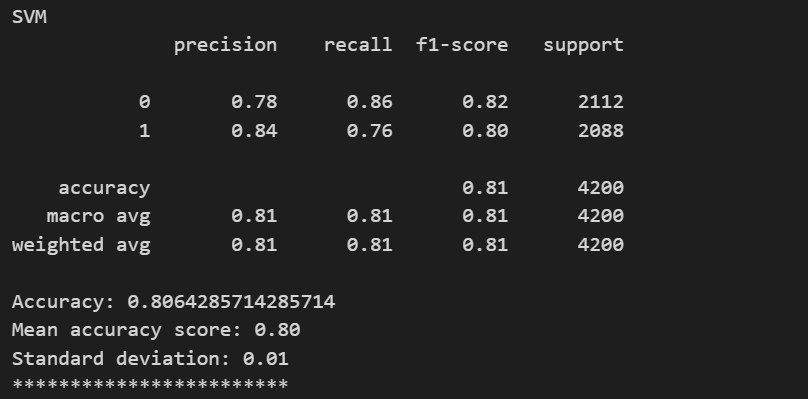 SVM
precision recall f1-score support
0 0.78 0.86 0.82 2112
1 0.84 0.76 0.80 2088
accuracy 0.81 4200
macro avg 0.81 0.81 0.81 4200
weighted avg 0.81 0.81 0.81 4200
Accuracy: 0.8064285714285714
Mean accuracy score: 0.80
Standard deviation: 0.01
************************